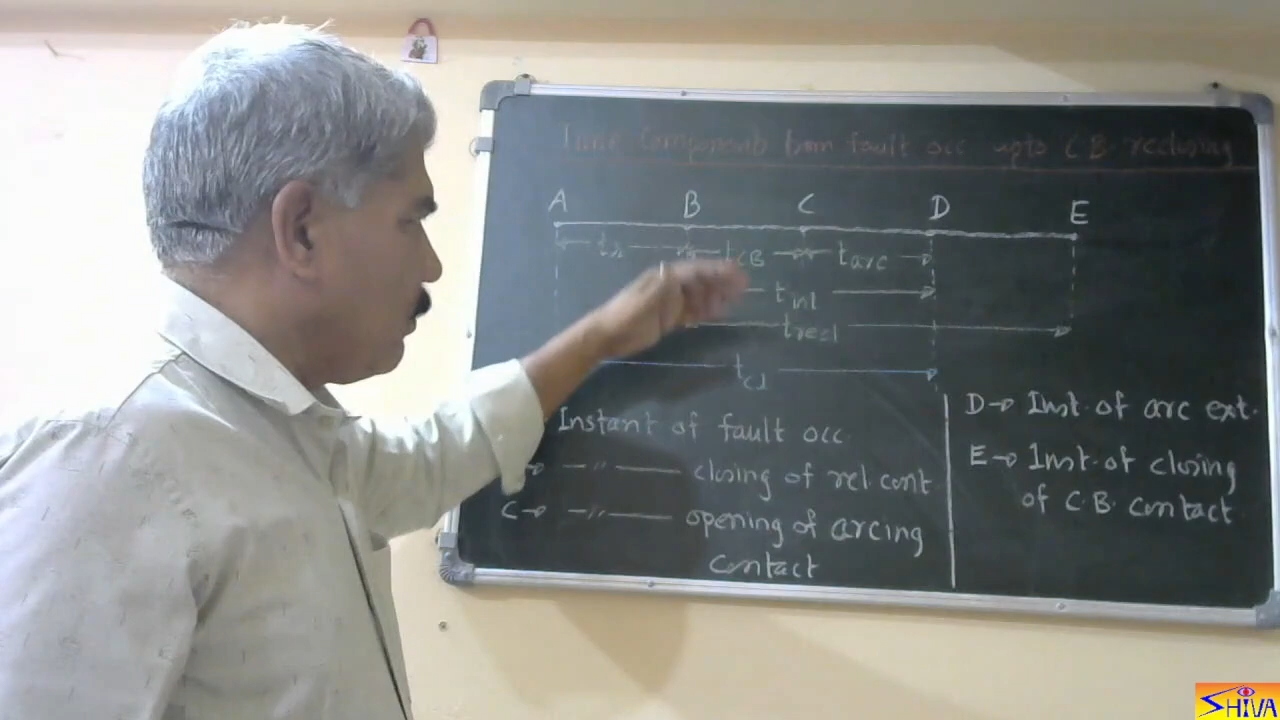 Time Components from fault occ upto C.B. reclosing
A B C D E
tr tCB tarc
tint
trecl
tcl
Instant of fault occ.
→ —〃— closing of rel. cont
C→ —〃— opening of arcing
contact
D→ Inst. of arc ext.
E→ Inst. of closing
of C.B. contact
SHIVA